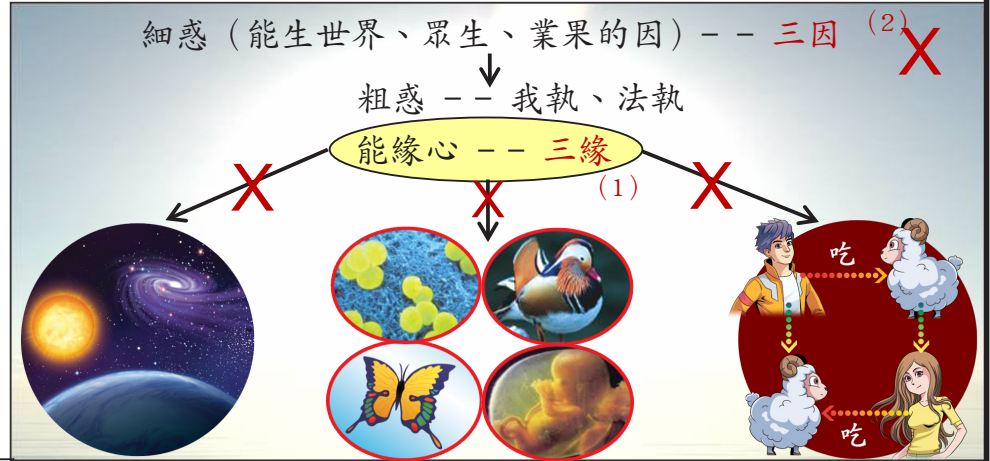 細惑（能生世界、眾生、業果的因）－－ 三因 (2) X
粗惑 －－ 我執、法執
能緣心 －－ 三緣
(1)
X X X
吃
吃